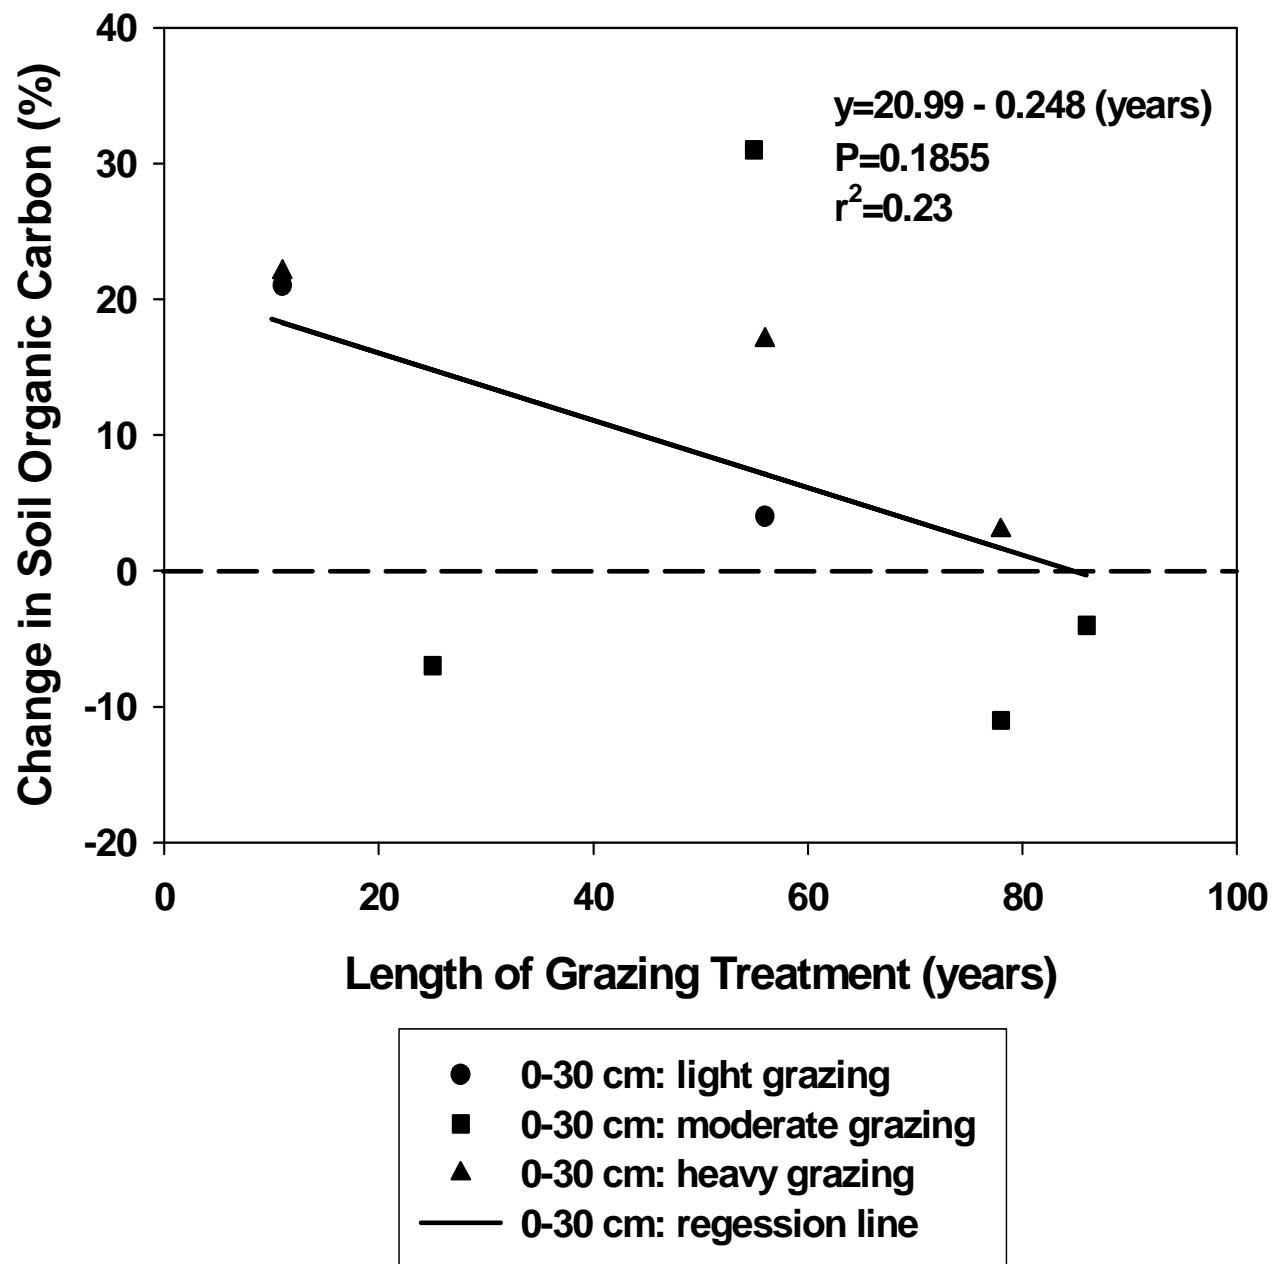 40
30
20
10
0
-10
-20
Change in Soil Organic Carbon (%)
y=20.99 - 0.248 (years)
P=0.1855
r²=0.23
0 20 40 60 80 100
Length of Grazing Treatment (years)
0-30 cm: light grazing
0-30 cm: moderate grazing
0-30 cm: heavy grazing
0-30 cm: regession line